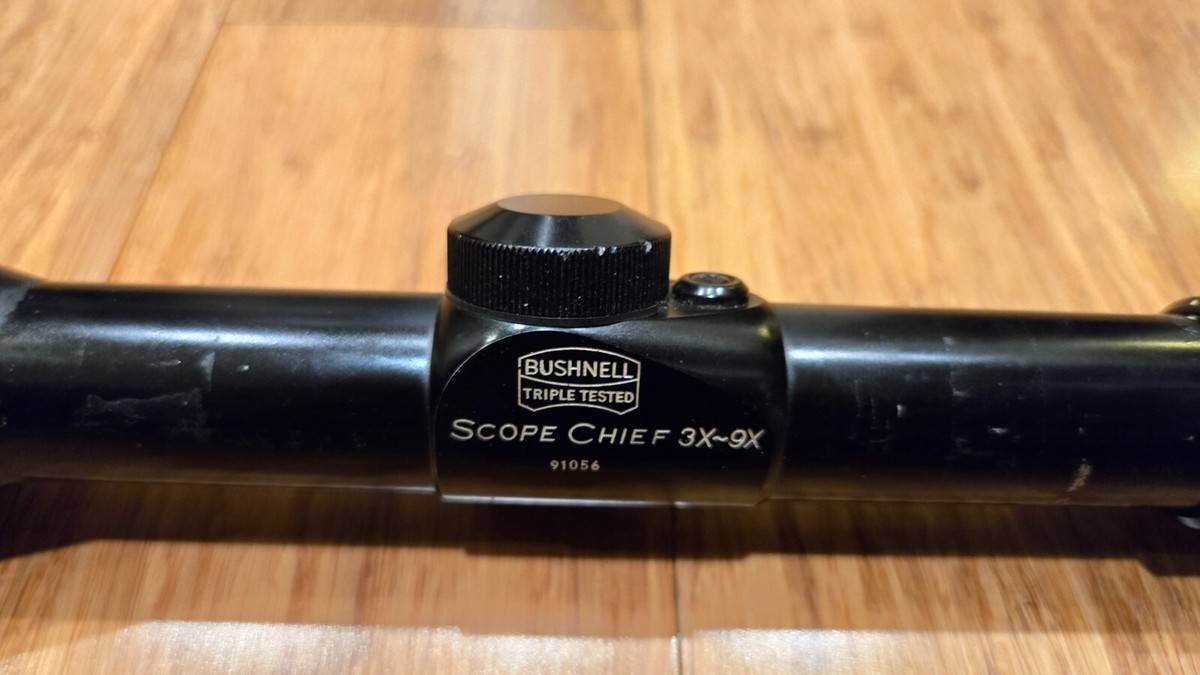 BUSHNELL
TRIPLE TESTED
SCOPE CHIEF 3X~9X
91056